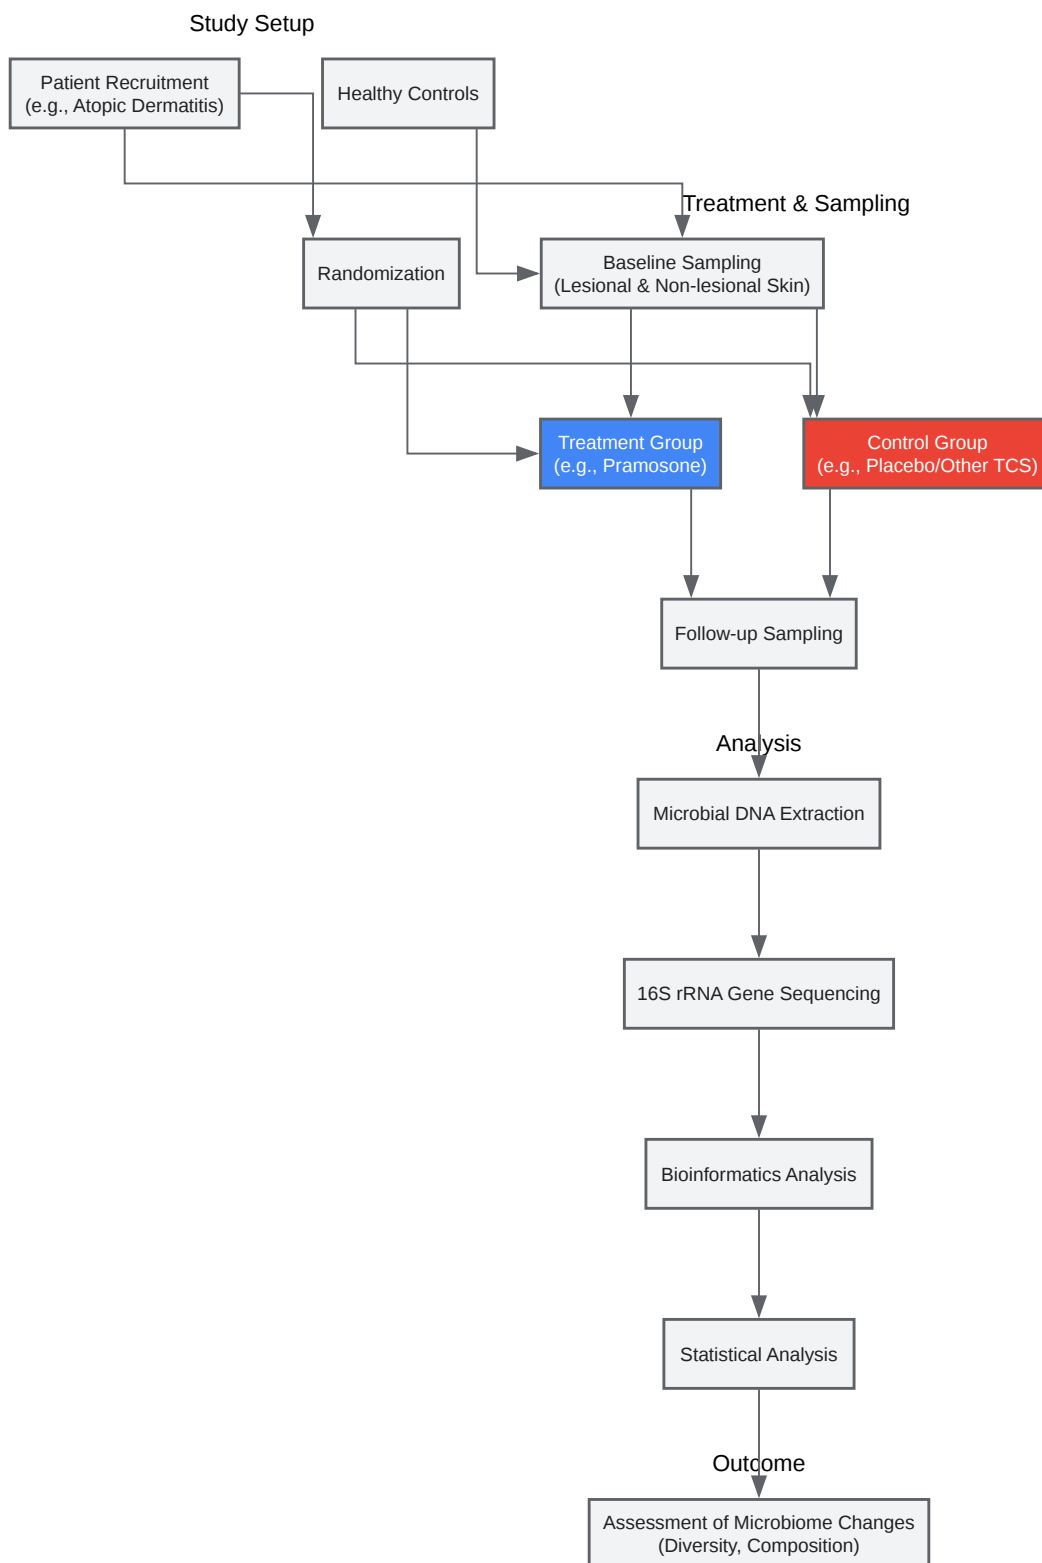 Study Setup
Patient Recruitment
(e.g., Atopic Dermatitis)
Healthy Controls
Treatment & Sampling
Randomization
Baseline Sampling
(Lesional & Non-lesional Skin)
Treatment Group
(e.g., Pramosone)
Control Group
(e.g., Placebo/Other TCS)
Follow-up Sampling
Analysis
Microbial DNA Extraction
16S rRNA Gene Sequencing
Bioinformatics Analysis
Statistical Analysis
Outcome
Assessment of Microbiome Changes
(Diversity, Composition)